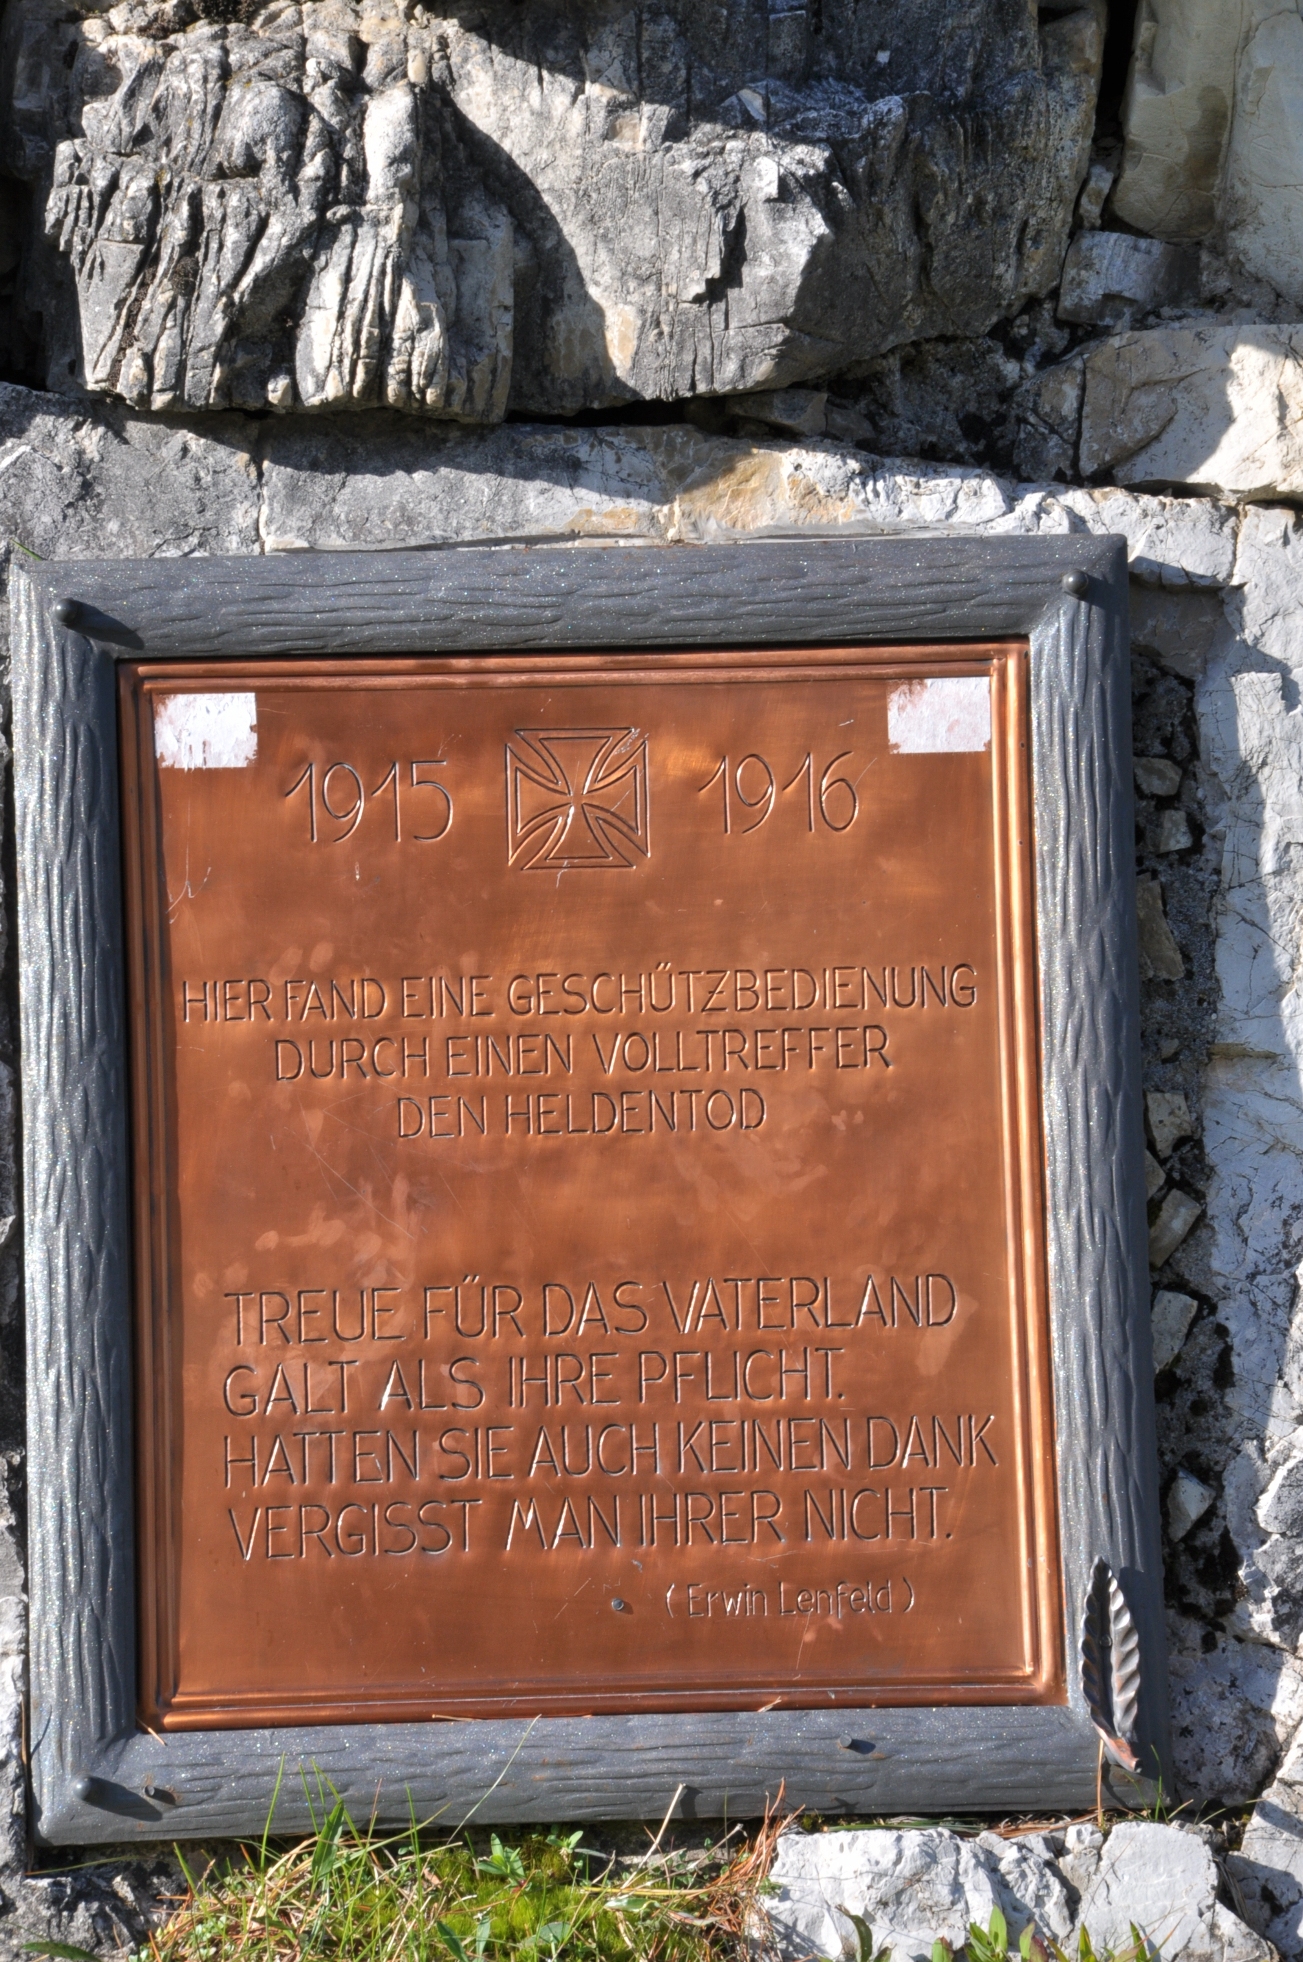 1915 1916
HIER FAND EINE GESCHÜTZBEDIENUNG
DURCH EINEN VOLLTREFFER
DEN HELDENTOD
TREUE FÜR DAS VATERLAND
GALT ALS IHRE PFLICHT.
HATTEN SIE AUCH KEINEN DANK
VERGISST MAN IHRER NICHT.
(Erwin Lenfeld)